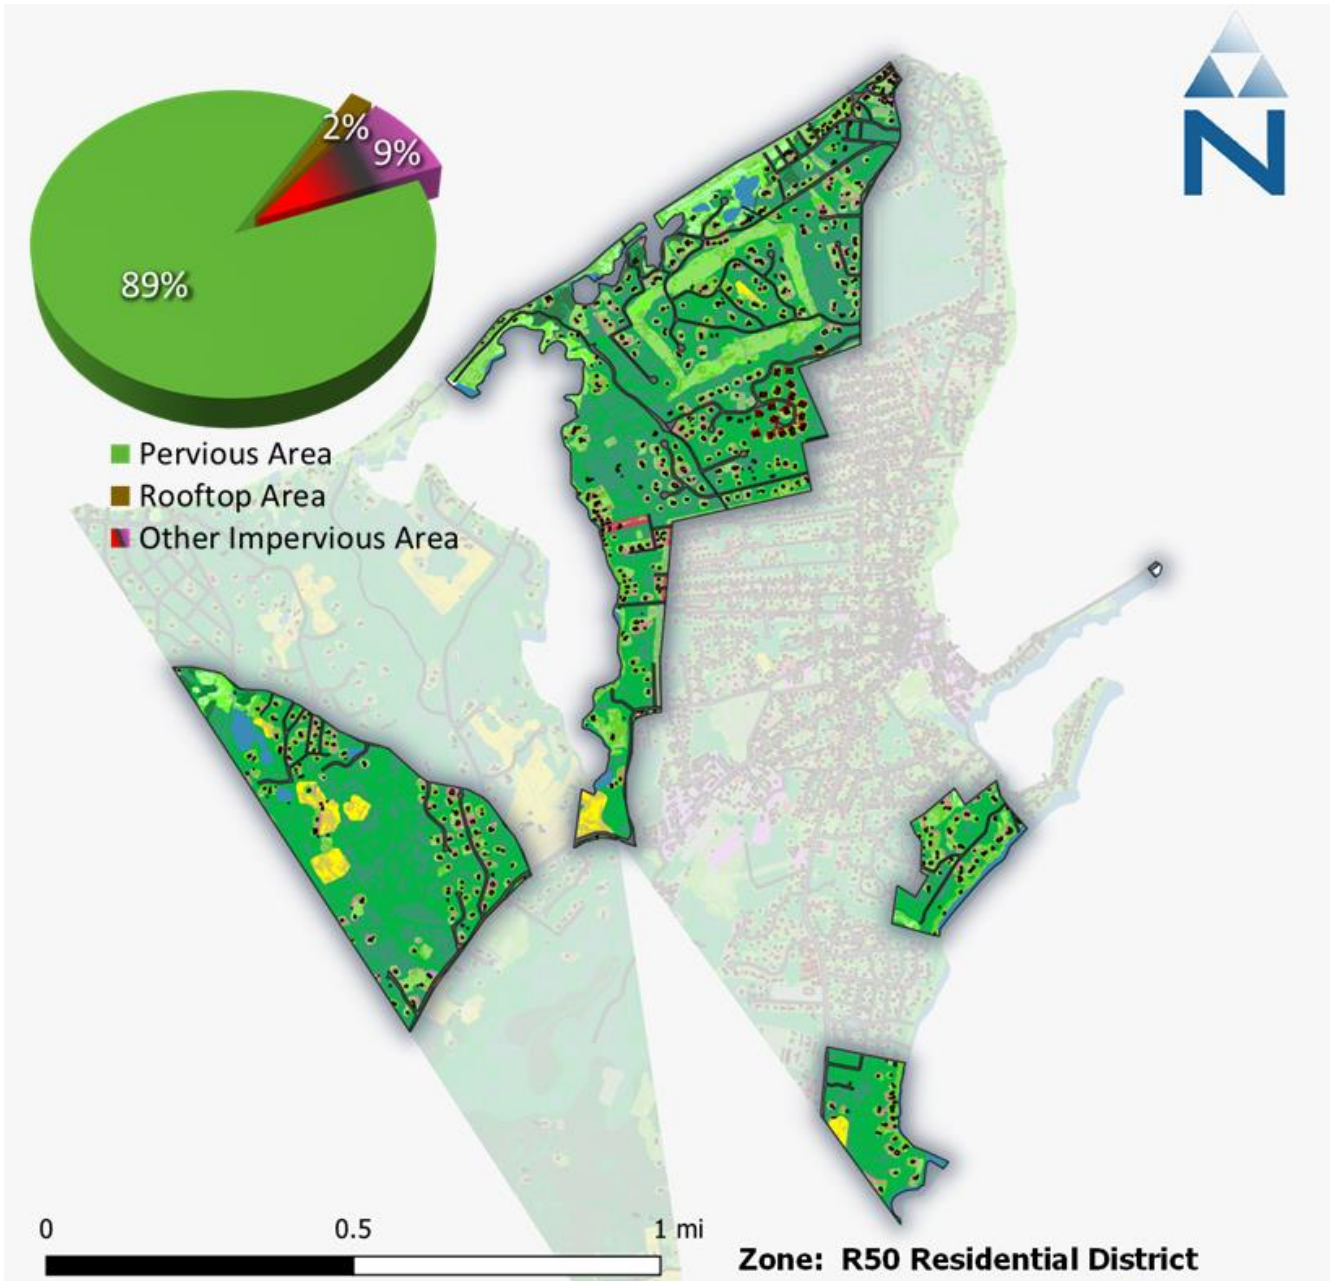 N
2%
9%
89%
Pervious Area
Rooftop Area
Other Impervious Area
0 0.5 1 mi
Zone: R50 Residential District